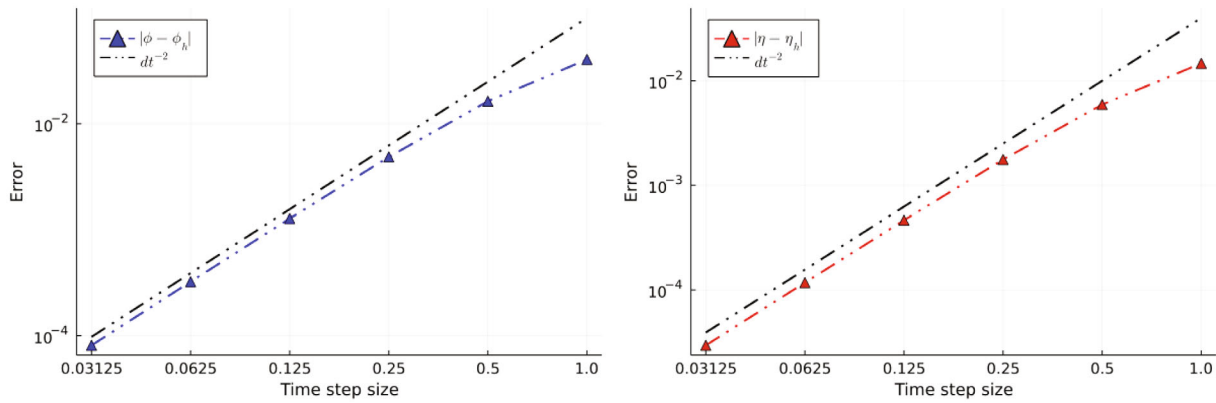 |ϕ − ϕ_h|
dt⁻²
Error
10⁻²
10⁻⁴
0.03125 0.0625 0.125 0.25 0.5 1.0
Time step size
|η − η_h|
dt⁻²
Error
10⁻²
10⁻³
10⁻⁴
0.03125 0.0625 0.125 0.25 0.5 1.0
Time step size